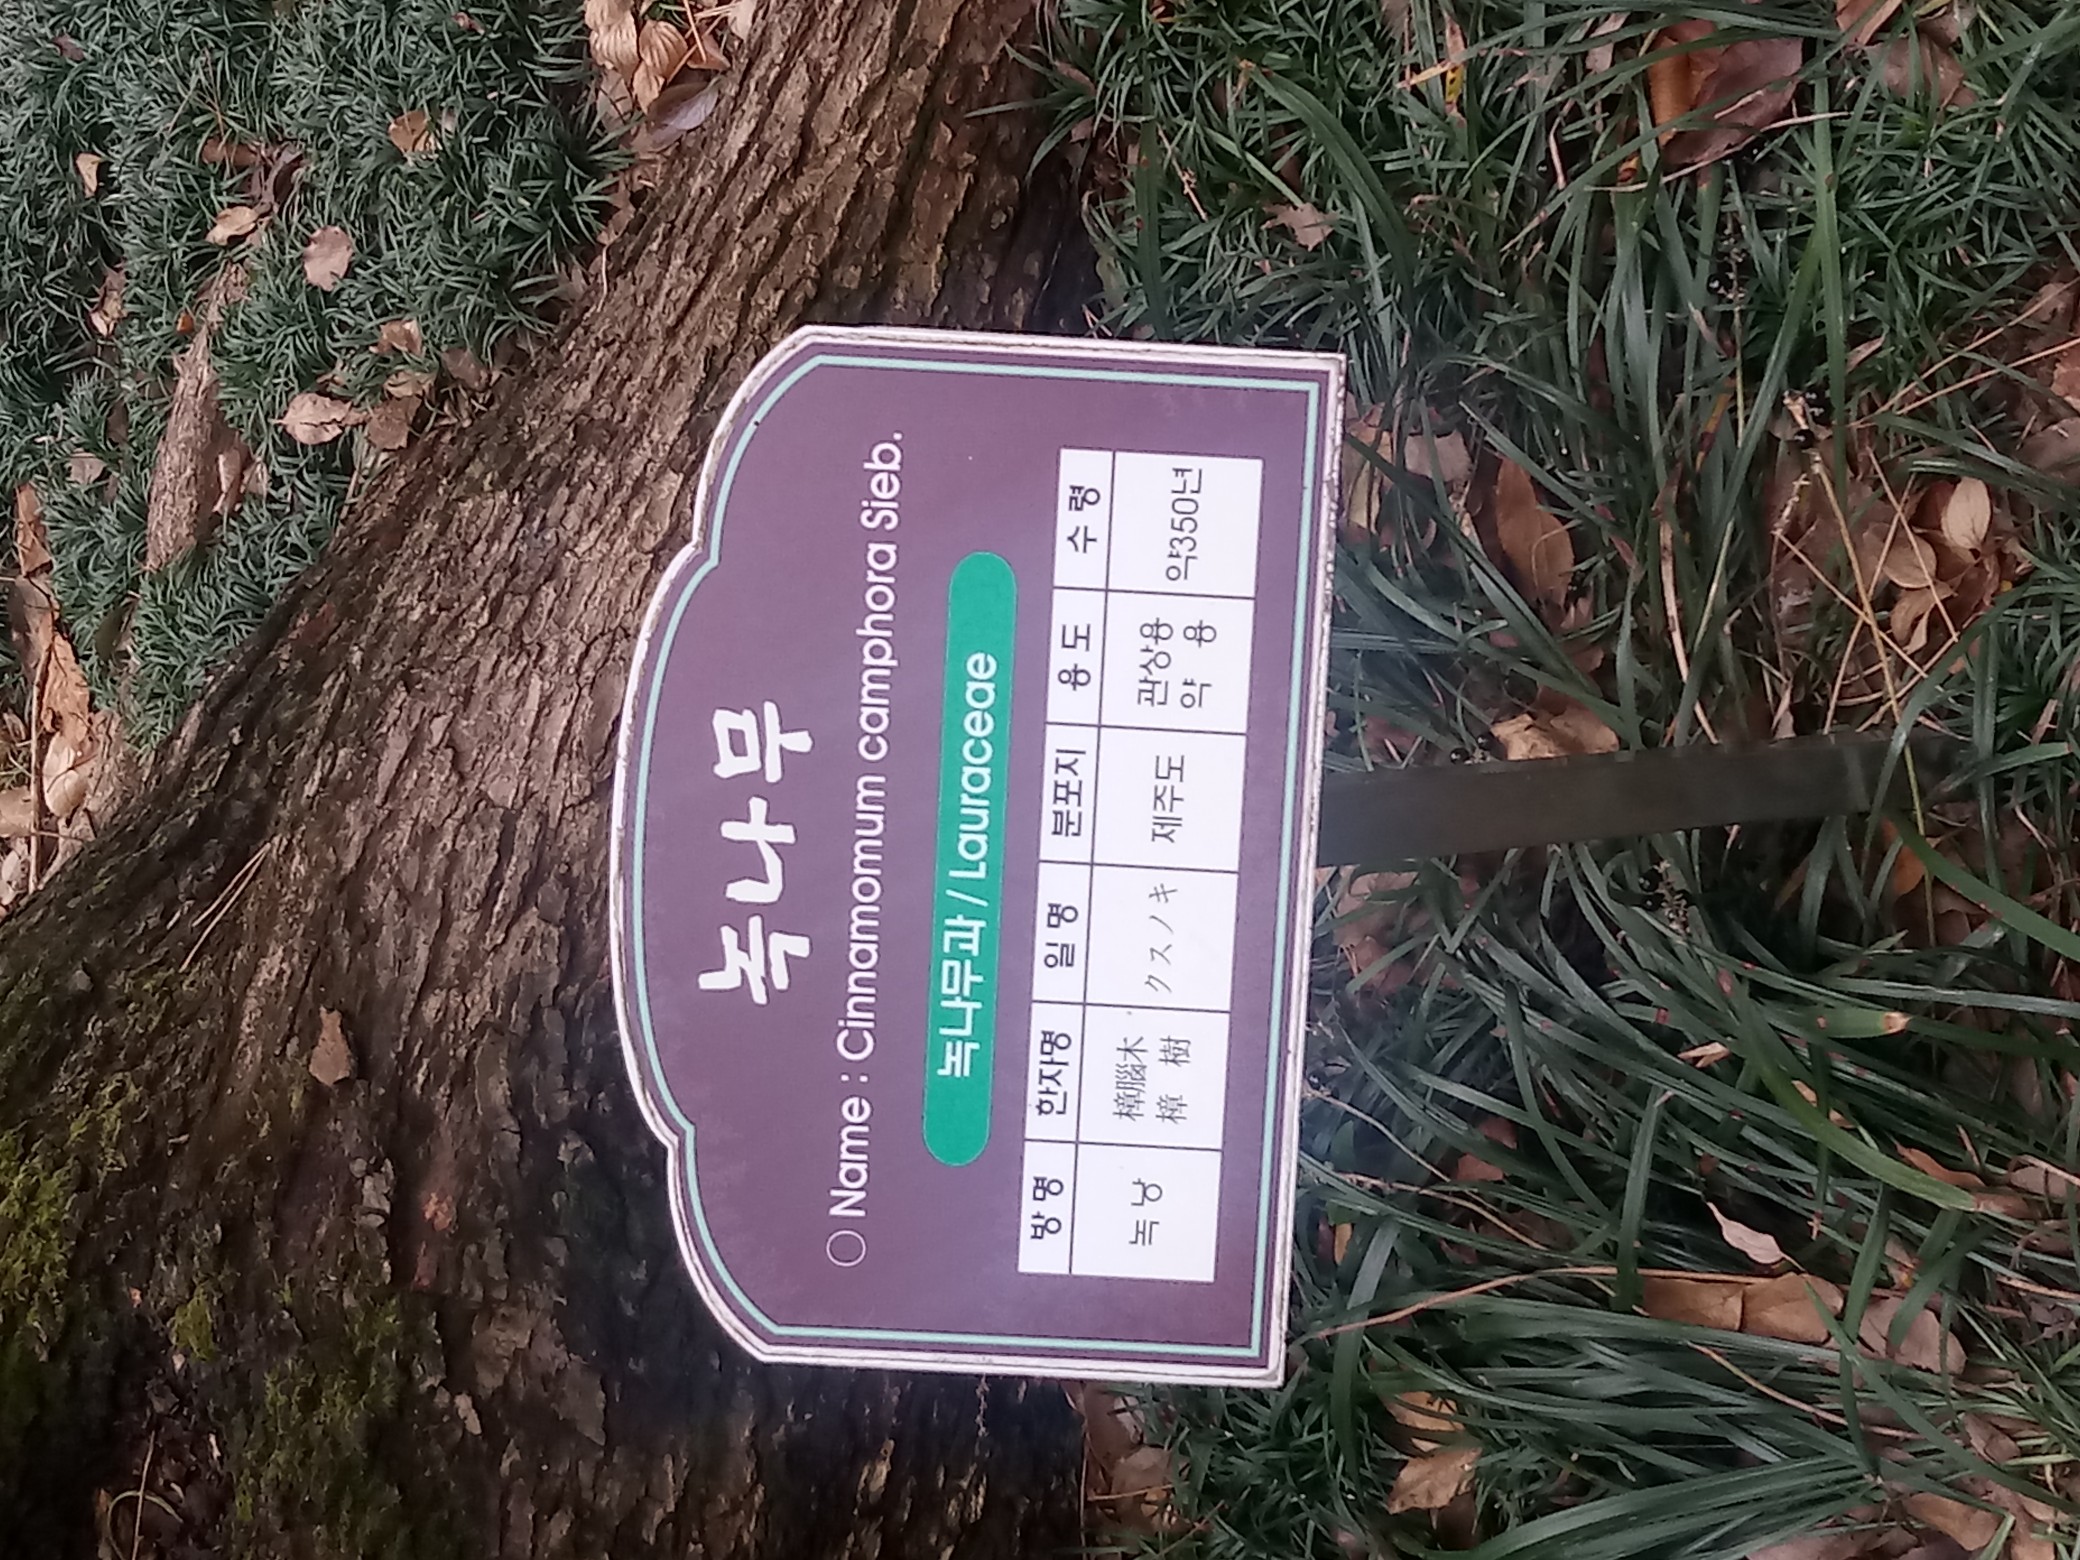 녹나무
○ Name : Cinnamomum camphora Sieb.
녹나무과 / Lauraceae
방 명 한자명 일 명 분포지 용 도 수 령
녹 낭 樟腦木 クスノキ 제주도 관상용 약350년
樟 樹 약 용